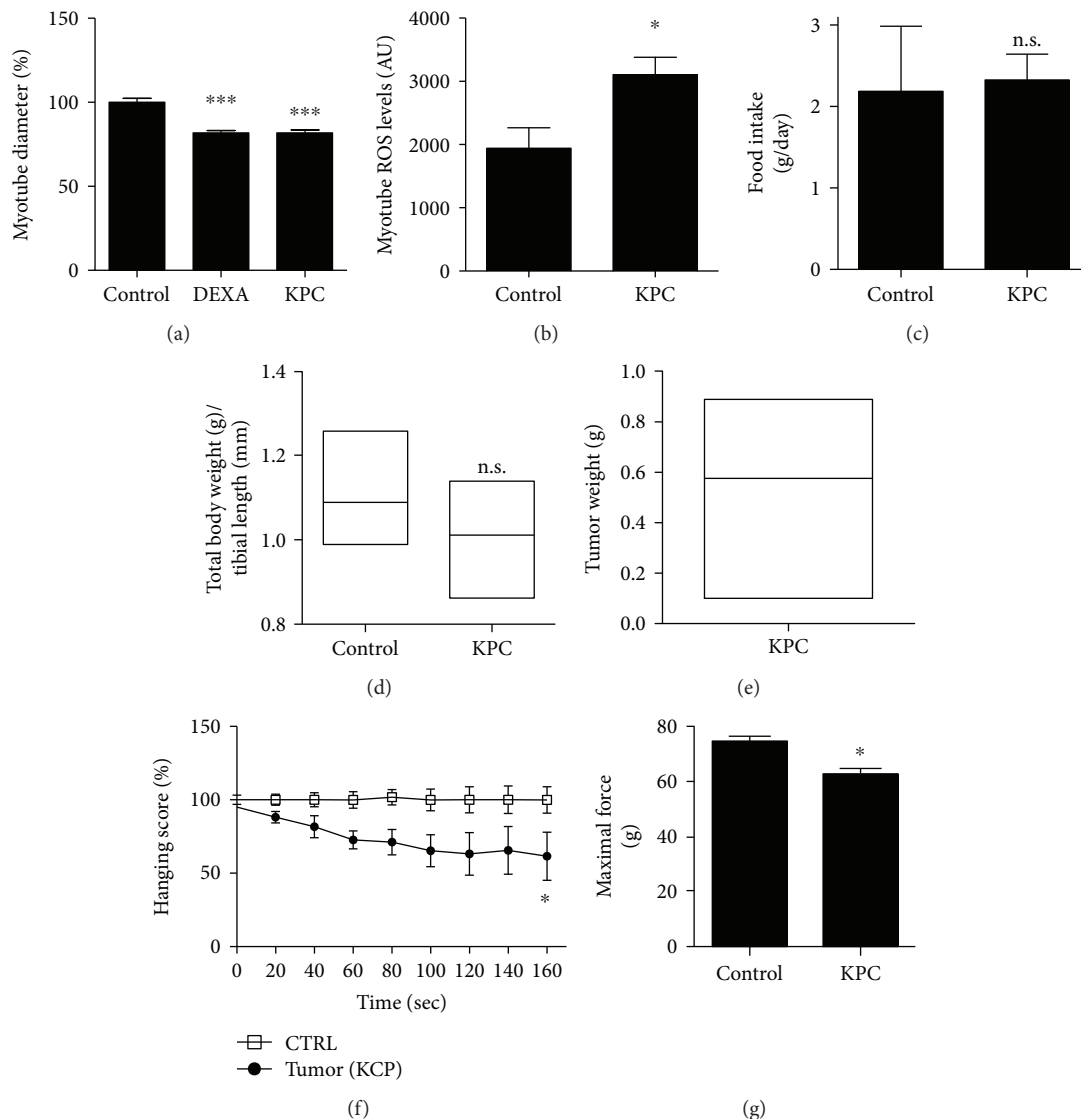 Myotube diameter (%)
150
100
50
0
***
***
Control DEXA KPC
(a)
Myotube ROS levels (AU)
4000
3000
2000
1000
0
*
Control KPC
(b)
Food intake
(g/day)
3
2
1
0
n.s.
Control KPC
(c)
Total body weight (g)/
tibial length (mm)
1.4
1.2
1.0
0.8
n.s.
Control KPC
(d)
Tumor weight (g)
1.0
0.8
0.6
0.4
0.2
0.0
KPC
(e)
Hanging score (%)
150
100
50
0
*
0 20 40 60 80 100 120 140 160
Time (sec)
CTRL
Tumor (KCP)
(f)
Maximal force
(g)
80
60
40
20
0
*
Control KPC
(g)